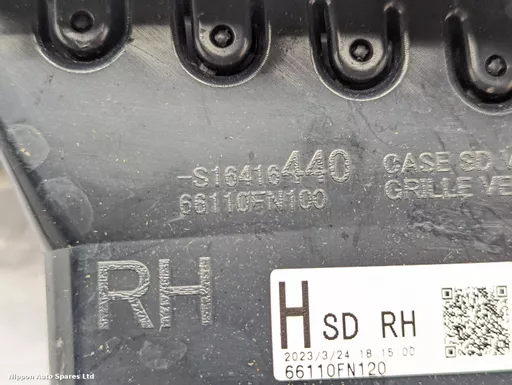 -S16416440
66110FN100
CASE SD
GRILLE
RH
H SD RH
2023/3/24 18 15:00
66110FN120
Nippon Auto Spares Ltd